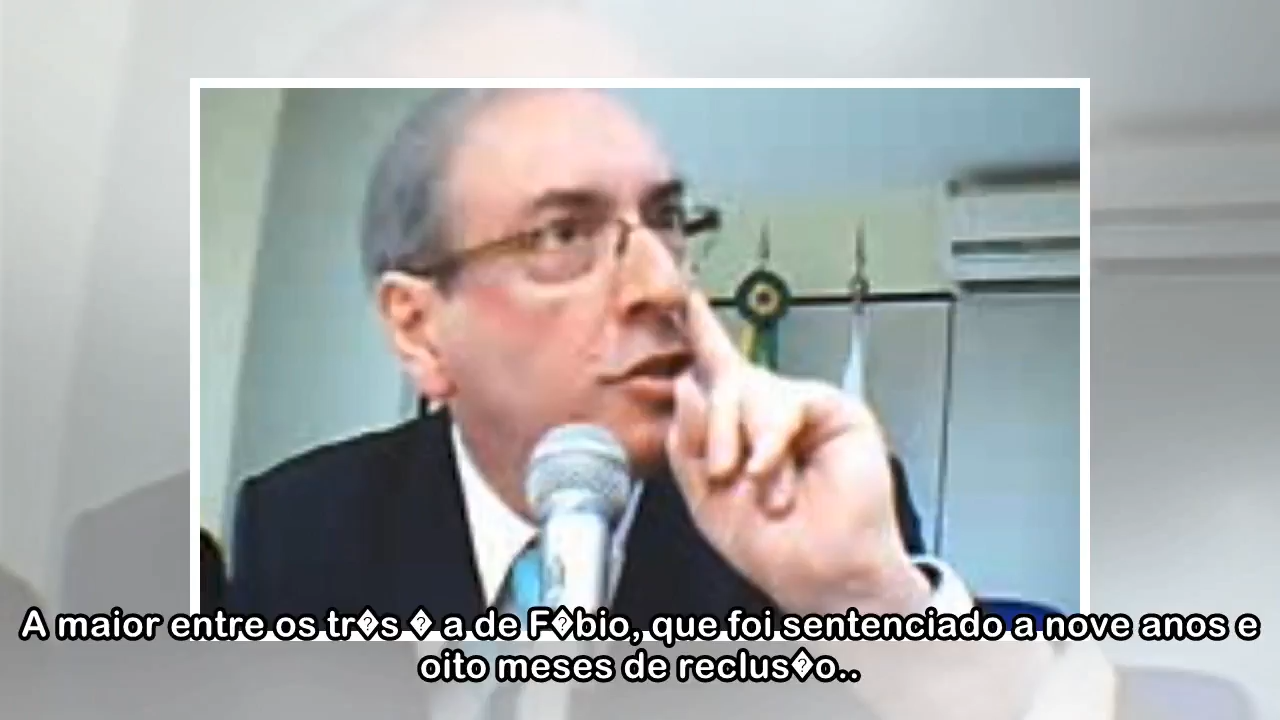 A maior entre os tr�s � a de F�bio, que foi sentenciado a nove anos e
oito meses de reclus�o..